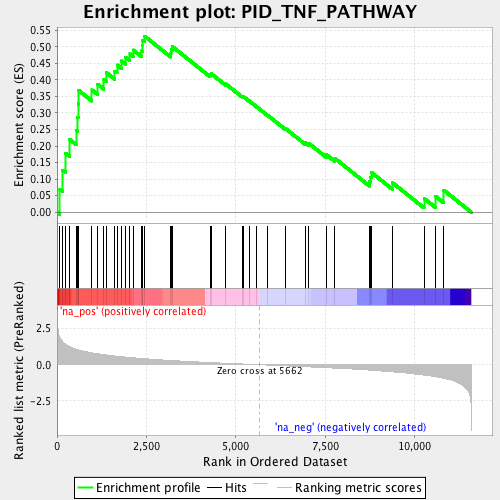 Enrichment plot: PID_TNF_PATHWAY
Enrichment score (ES)
0.55
0.50
0.45
0.40
0.35
0.30
0.25
0.20
0.15
0.10
0.05
0.00
'na_pos' (positively correlated)
Ranked list metric (PreRanked)
2.5
0.0
-2.5
Zero cross at 5662
'na_neg' (negatively correlated)
0 2,500 5,000 7,500 10,000
Rank in Ordered Dataset
Enrichment profile Hits Ranking metric scores